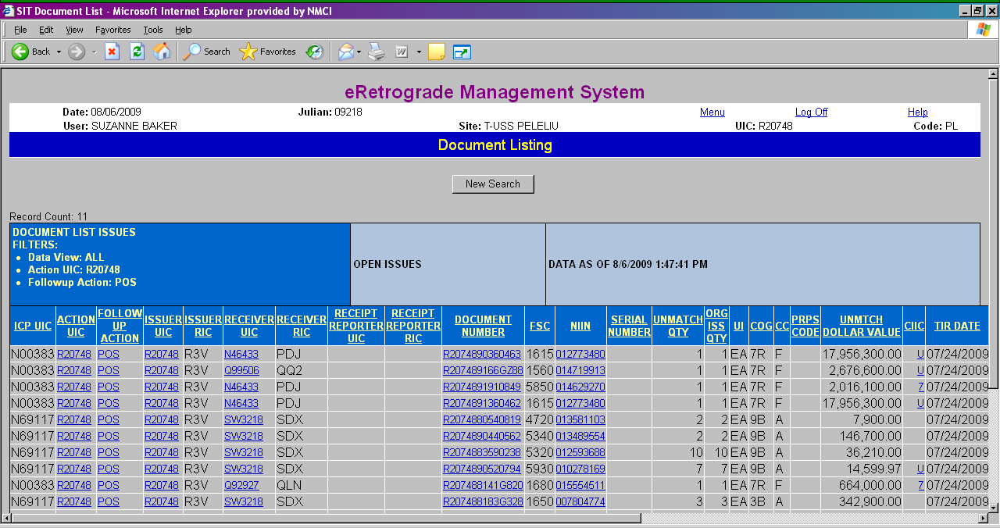 SIT Document List - Microsoft Internet Explorer provided by NMCI
File Edit View Favorites Tools Help
Back Search Favorites
eRetrograde Management System
Date: 08/06/2009 Julian: 09218 Menu Log Off Help
User: SUZANNE BAKER Site: T-USS PELELIU UIC: R20748 Code: PL
Document Listing
New Search
Record Count: 11
DOCUMENT LIST ISSUES
FILTERS:
• Data View: ALL
• Action UIC: R20748
• Followup Action: POS
OPEN ISSUES
DATA AS OF 8/6/2009 1:47:41 PM
ICP UIC ACTION UIC FOLLOW UP ACTION ISSUER UIC ISSUER RIC RECEIVER UIC RECEIVER RIC RECEIPT REPORTER UIC RECEIPT REPORTER RIC DOCUMENT NUMBER FSC NIIN SERIAL NUMBER UNMATCH QTY ORG ISS QTY UI COG CC PRPS CODE UNMTCH DOLLAR VALUE CIIC TIR DATE
N00383 R20748 POS R20748 R3V N46433 PDJ R2074890360463 1615 012773480 1 1 EA 7R F 17,956,300.00 U 07/24/2009
N00383 R20748 POS R20748 R3V Q99506 QQ2 R207489166GZ88 1560 014719913 1 1 EA 7R F 2,676,600.00 U 07/24/2009
N00383 R20748 POS R20748 R3V N46433 PDJ R2074891910849 5850 014629270 1 1 EA 7R F 2,016,100.00 7 07/24/2009
N00383 R20748 POS R20748 R3V N46433 PDJ R2074891360462 1615 012773480 1 1 EA 7R F 17,956,300.00 U 07/24/2009
N69117 R20748 POS R20748 R3V SW3218 SDX R2074880540819 4720 013581103 2 2 EA 9B A 7,900.00 07/24/2009
N69117 R20748 POS R20748 R3V SW3218 SDX R2074890440562 5340 013489554 2 2 EA 9B A 146,700.00 07/24/2009
N69117 R20748 POS R20748 R3V SW3218 SDX R2074883590238 5320 012593688 10 10 EA 9B A 36,210.00 07/24/2009
N69117 R20748 POS R20748 R3V SW3218 SDX R2074890520794 5930 010278169 7 7 EA 9B A 14,599.97 U 07/24/2009
N00383 R20748 POS R20748 R3V Q92927 QLN R207488141G820 1680 015554511 1 1 EA 7R F 664,000.00 7 07/24/2009
N69117 R20748 POS R20748 R3V SW3218 SDX R2074888183G328 1650 007804774 3 3 EA 3B A 342,900.00 07/24/2009